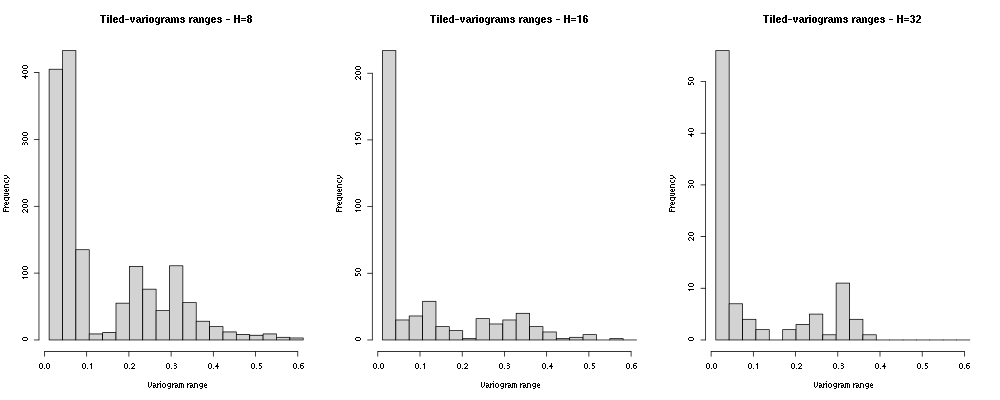 Tiled-variograms ranges - H=8
Frequency
400
300
200
100
0
0.0 0.1 0.2 0.3 0.4 0.5 0.6
Variogram range
Tiled-variograms ranges - H=16
Frequency
200
150
100
50
0
0.0 0.1 0.2 0.3 0.4 0.5 0.6
Variogram range
Tiled-variograms ranges - H=32
Frequency
50
40
30
20
10
0
0.0 0.1 0.2 0.3 0.4 0.5 0.6
Variogram range